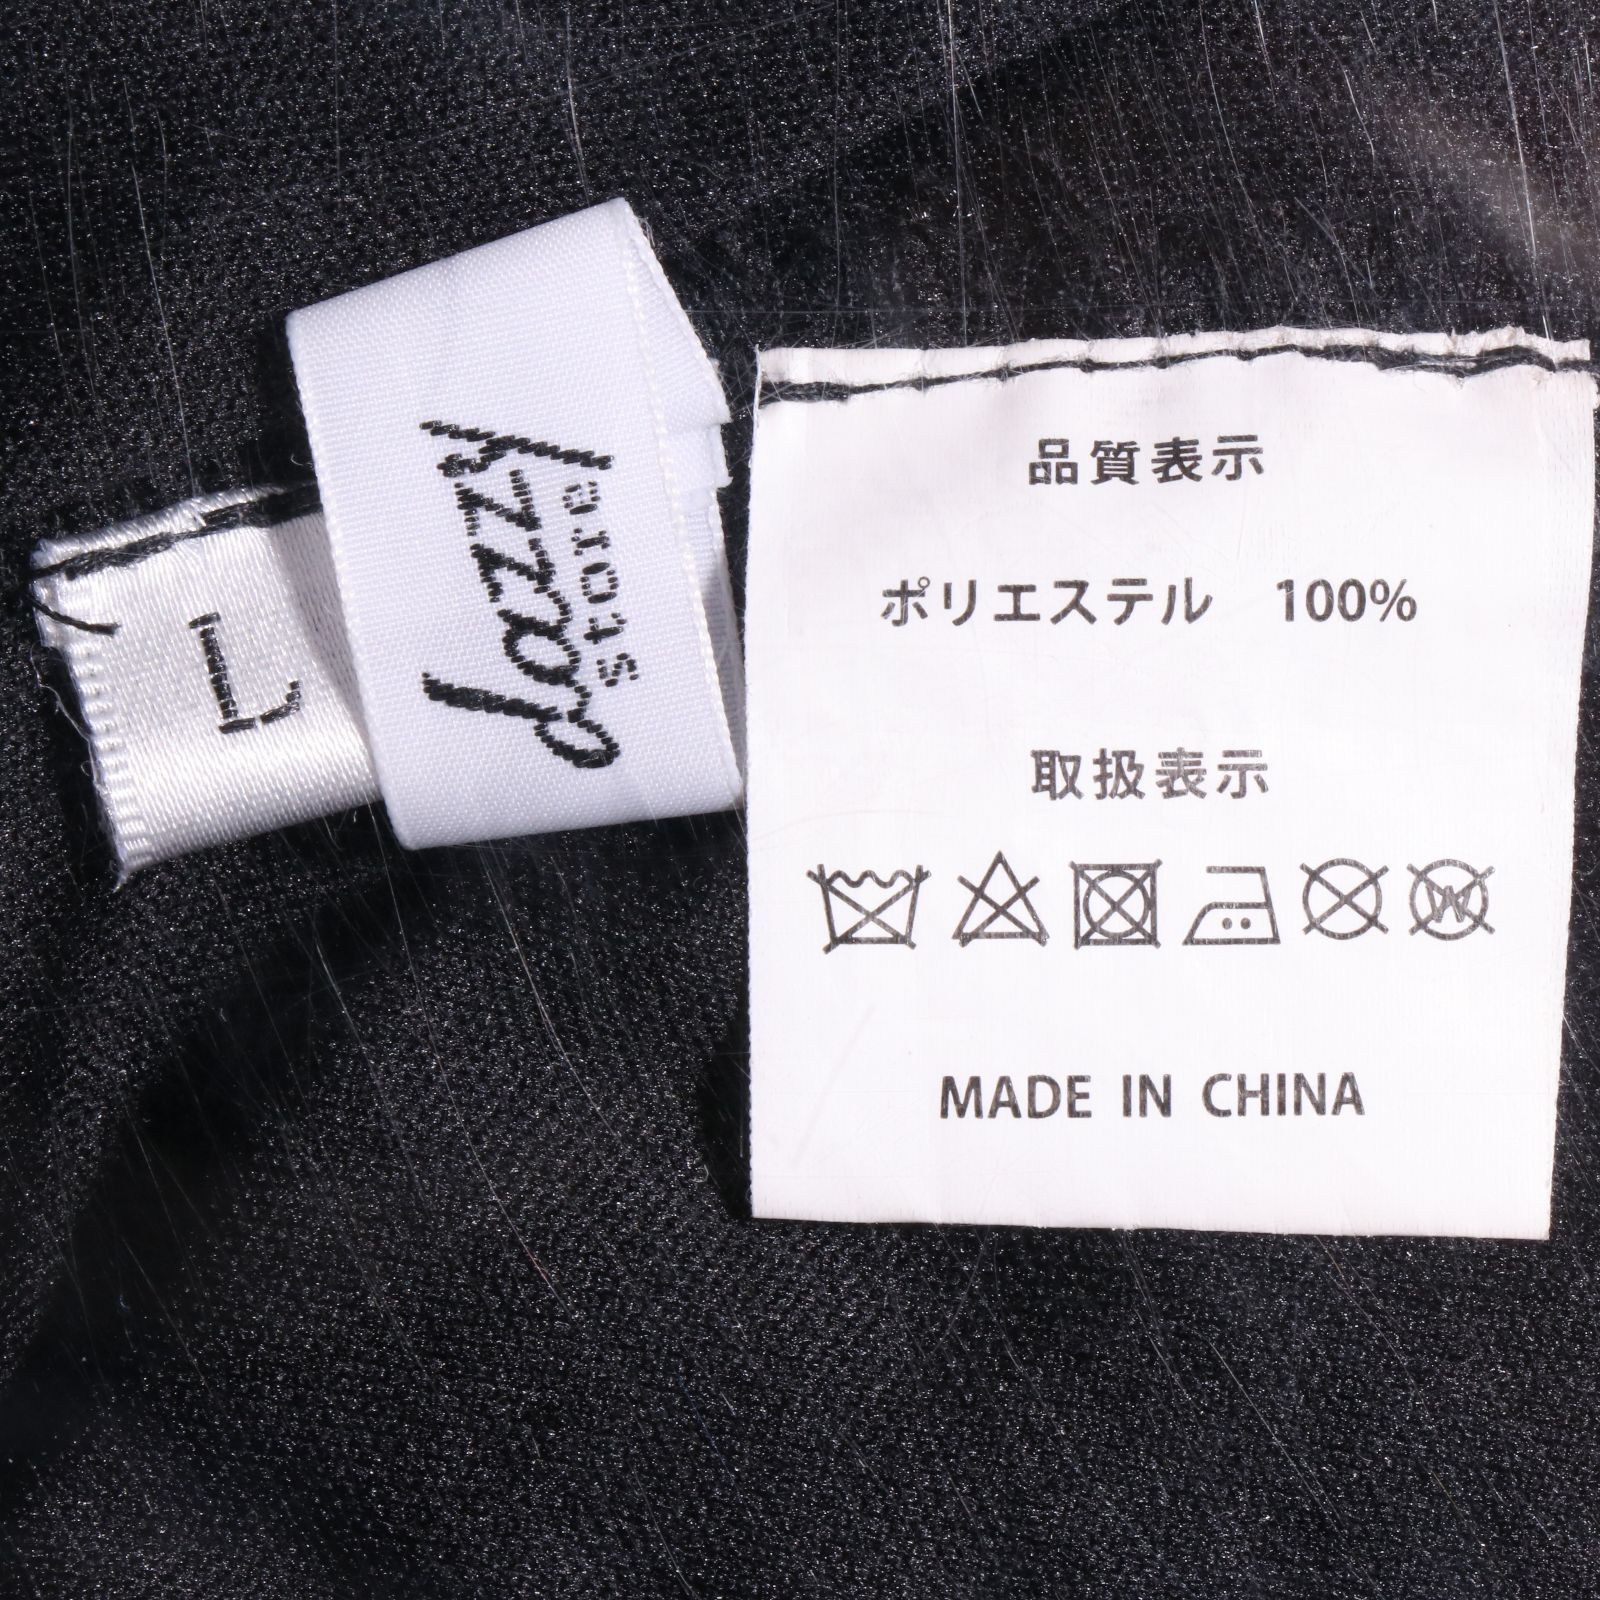 L
dazzy
store
品質表示
ポリエステル　100%
取扱表示
MADE IN CHINA